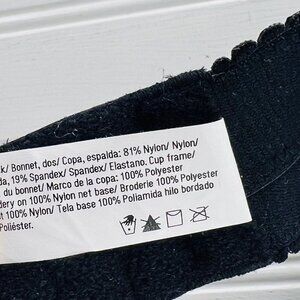 k/ Bonnet, dos/ Copa, espalda: 81% Nylon/ Nylon/
da, 19% Spandex/ Spandex/ Elastano. Cup frame/
du bonnet/ Marco de la copa: 100% Polyester
ery on 100% Nylon net base/ Broderie 100% Polyester
t 100% Nylon/ Tela base 100% Poliamida hilo bordado
Poliéster.